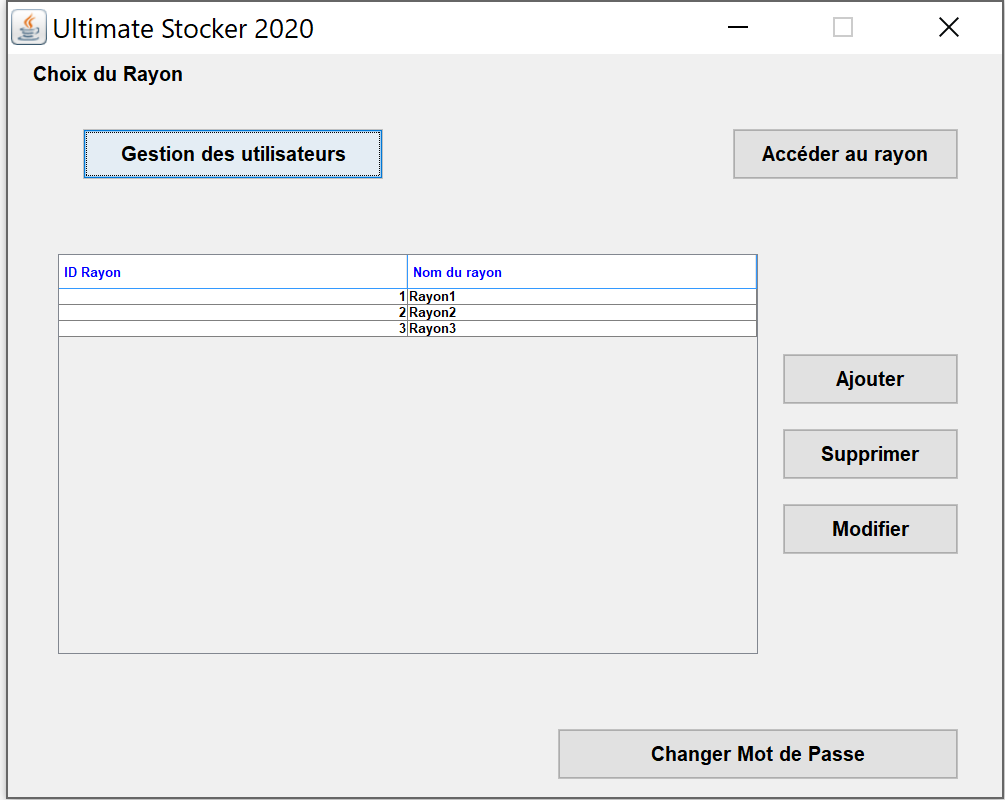 Ultimate Stocker 2020
Choix du Rayon
Gestion des utilisateurs
Accéder au rayon
ID Rayon Nom du rayon
1 Rayon1
2 Rayon2
3 Rayon3
Ajouter
Supprimer
Modifier
Changer Mot de Passe